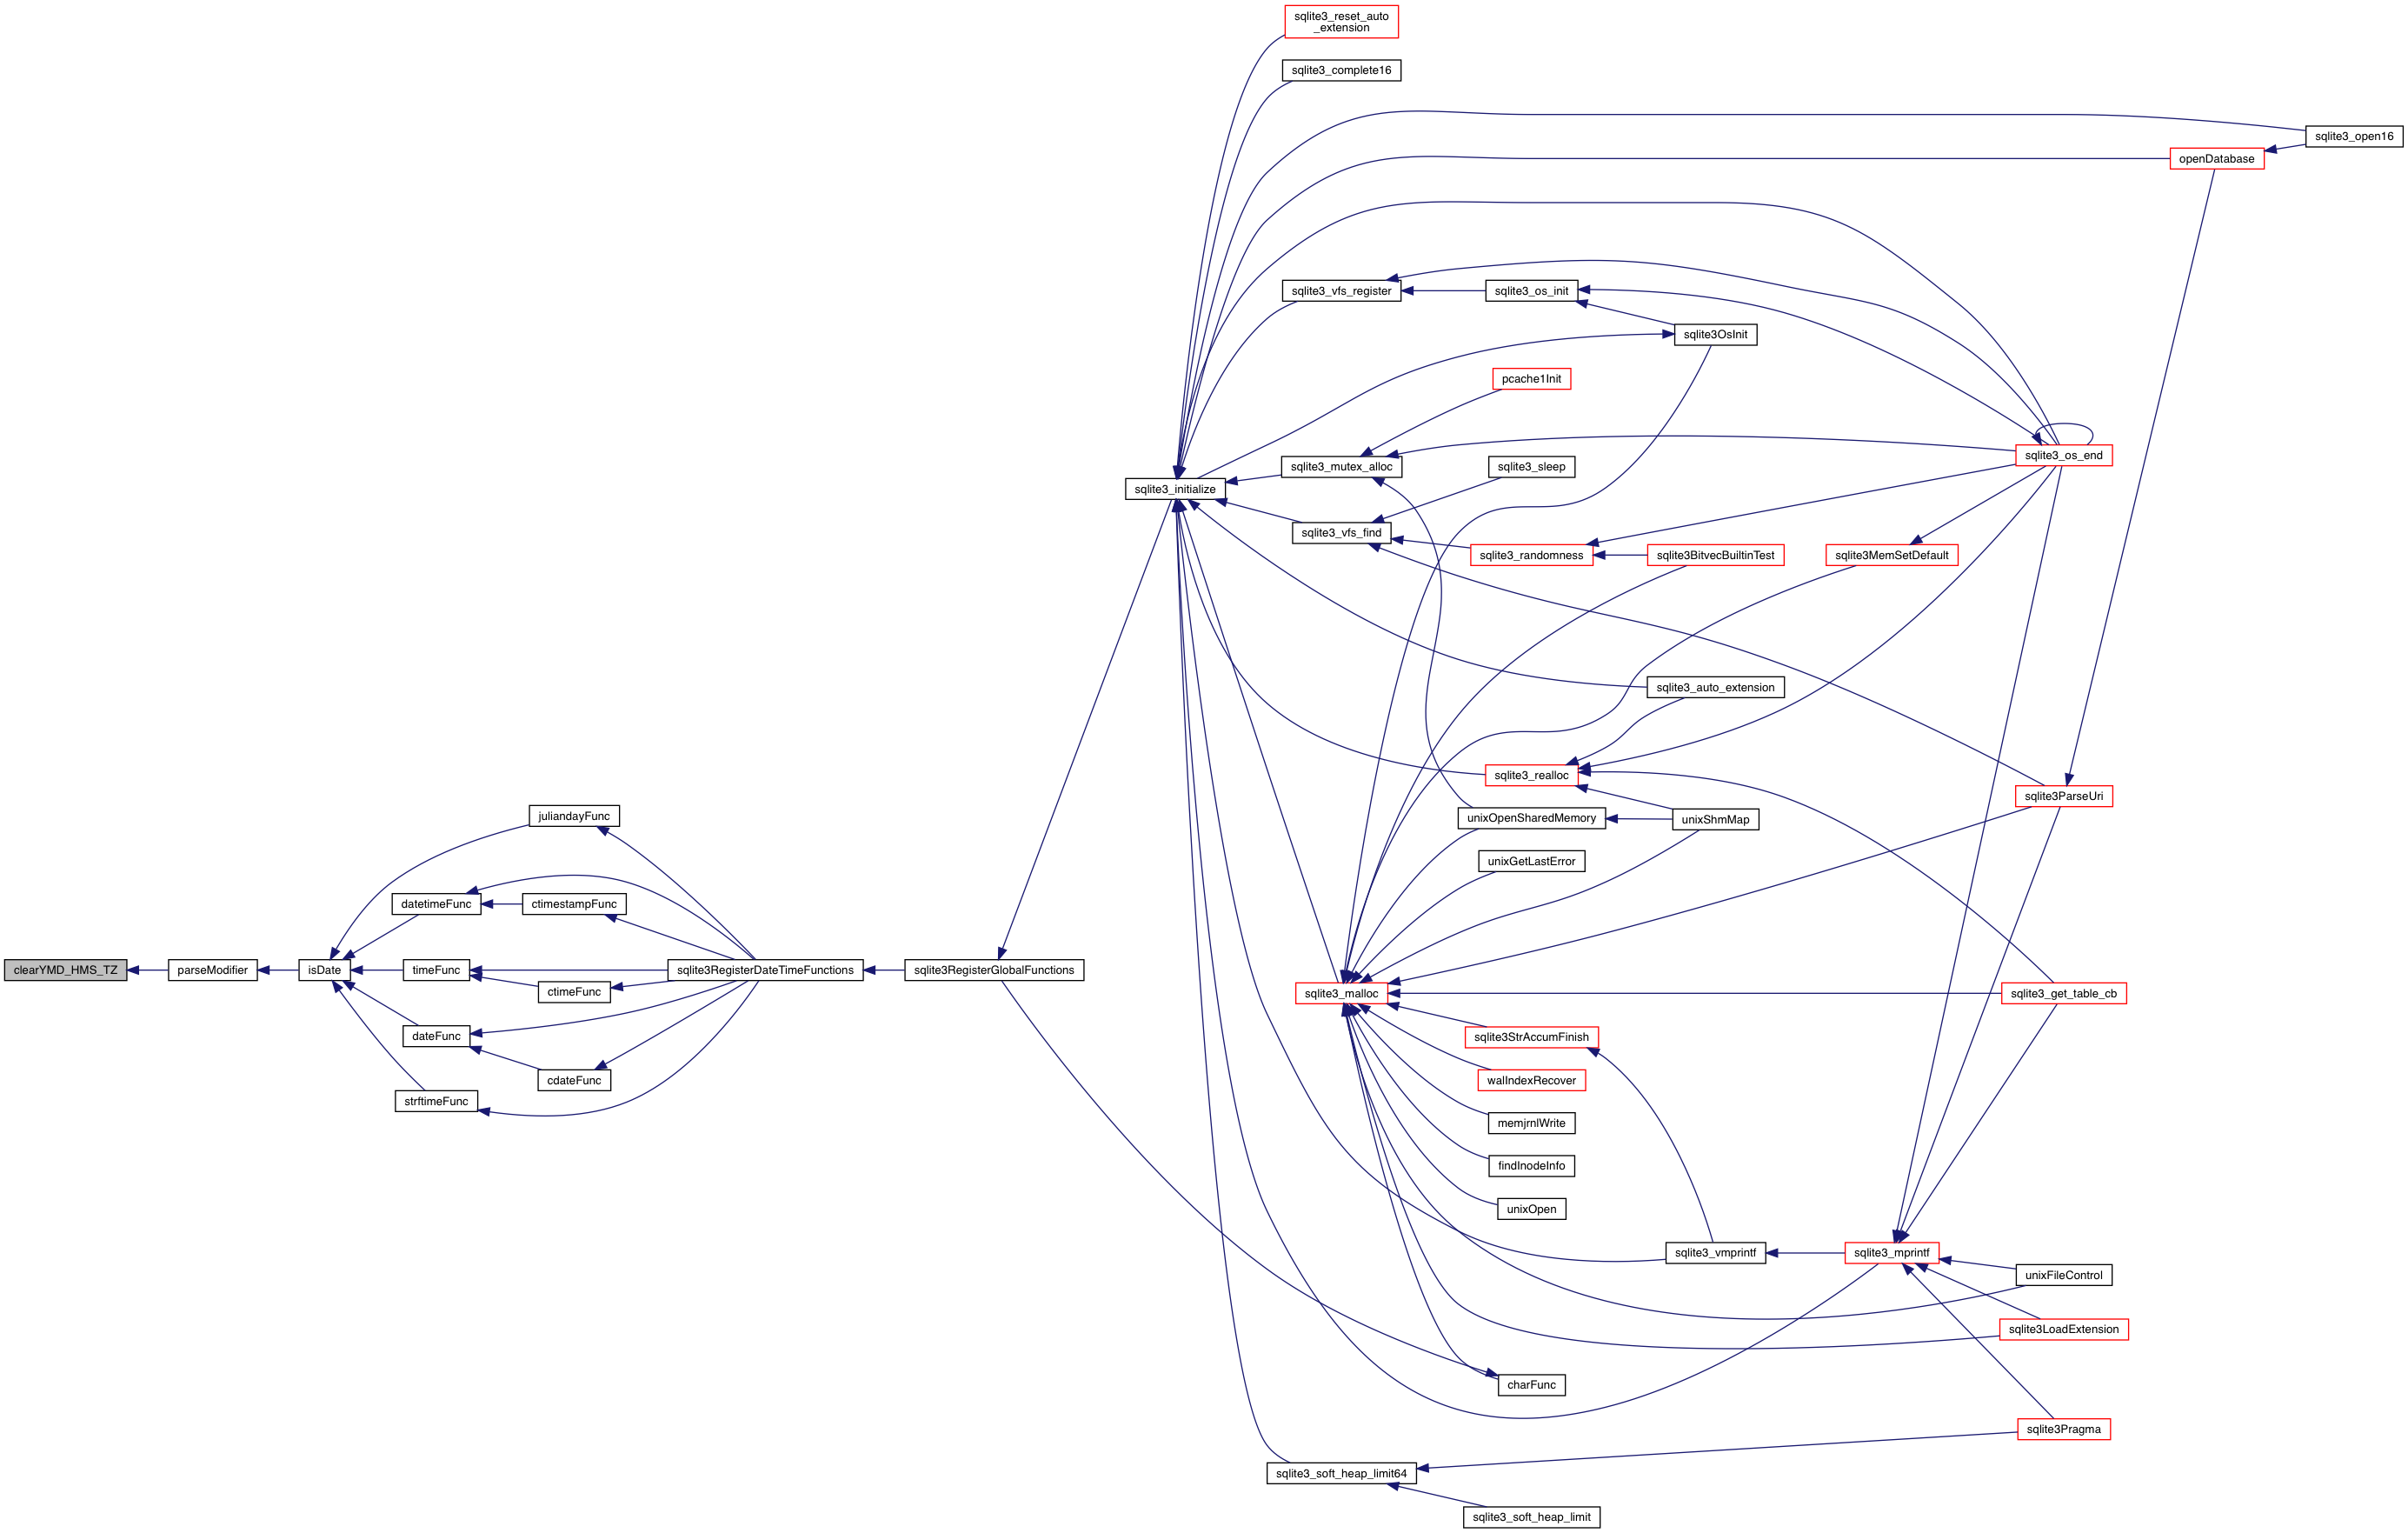 sqlite3_reset_auto
_extension
sqlite3_complete16
sqlite3_open16
openDatabase
sqlite3_vfs_register
sqlite3_os_init
sqlite3OsInit
pcache1Init
sqlite3_os_end
sqlite3_mutex_alloc
sqlite3_sleep
sqlite3_initialize
sqlite3_vfs_find
sqlite3_randomness
sqlite3BitvecBuiltinTest
sqlite3MemSetDefault
sqlite3_auto_extension
sqlite3_realloc
sqlite3ParseUri
juliandayFunc
unixOpenSharedMemory
unixShmMap
unixGetLastError
datetimeFunc
ctimestampFunc
clearYMD_HMS_TZ
parseModifier
isDate
timeFunc
sqlite3RegisterDateTimeFunctions
sqlite3RegisterGlobalFunctions
ctimeFunc
sqlite3_malloc
sqlite3_get_table_cb
dateFunc
sqlite3StrAccumFinish
cdateFunc
walIndexRecover
strftimeFunc
memjrnlWrite
findInodeInfo
unixOpen
sqlite3_vmprintf
sqlite3_mprintf
unixFileControl
sqlite3LoadExtension
charFunc
sqlite3Pragma
sqlite3_soft_heap_limit64
sqlite3_soft_heap_limit